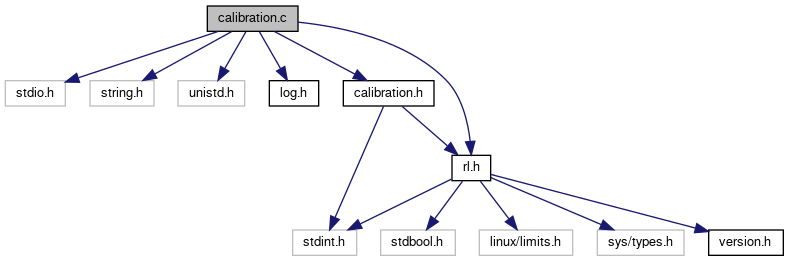 calibration.c
stdio.h
string.h
unistd.h
log.h
calibration.h
rl.h
stdint.h
stdbool.h
linux/limits.h
sys/types.h
version.h